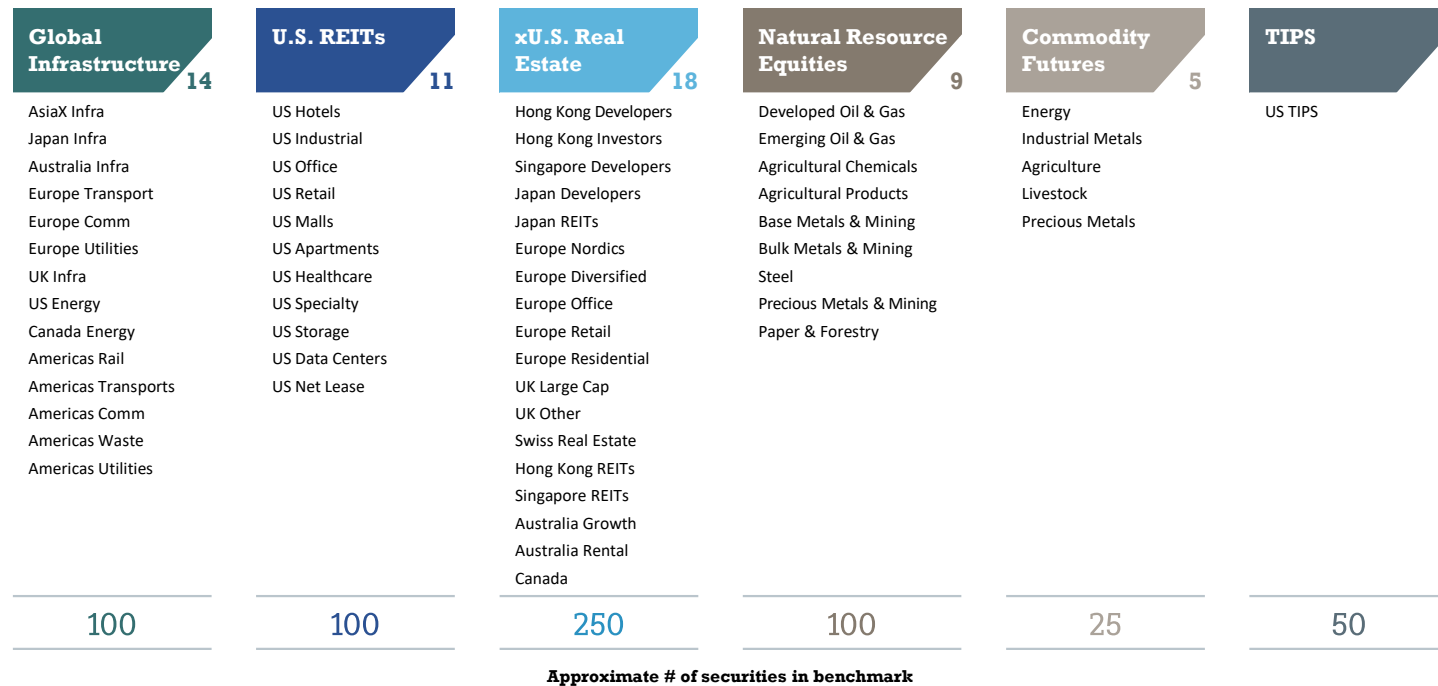 Global
Infrastructure
14
AsiaX Infra
Japan Infra
Australia Infra
Europe Transport
Europe Comm
Europe Utilities
UK Infra
US Energy
Canada Energy
Americas Rail
Americas Transports
Americas Comm
Americas Waste
Americas Utilities
100
U.S. REITs
11
US Hotels
US Industrial
US Office
US Retail
US Malls
US Apartments
US Healthcare
US Specialty
US Storage
US Data Centers
US Net Lease
100
xU.S. Real
Estate
18
Hong Kong Developers
Hong Kong Investors
Singapore Developers
Japan Developers
Japan REITs
Europe Nordics
Europe Diversified
Europe Office
Europe Retail
Europe Residential
UK Large Cap
UK Other
Swiss Real Estate
Hong Kong REITs
Singapore REITs
Australia Growth
Australia Rental
Canada
250
Natural Resource
Equities
9
Developed Oil & Gas
Emerging Oil & Gas
Agricultural Chemicals
Agricultural Products
Base Metals & Mining
Bulk Metals & Mining
Steel
Precious Metals & Mining
Paper & Forestry
100
Commodity
Futures
5
Energy
Industrial Metals
Agriculture
Livestock
Precious Metals
25
TIPS
US TIPS
50
Approximate # of securities in benchmark